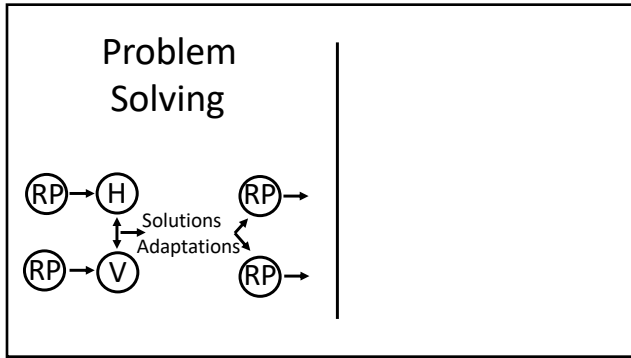 Problem
Solving
RP H RP
Solutions
Adaptations
RP V RP